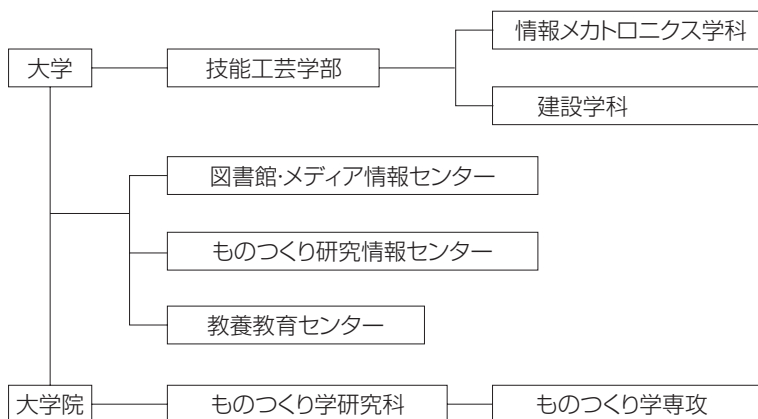 情報メカトロニクス学科
大学
技能工芸学部
建設学科
図書館・メディア情報センター
ものつくり研究情報センター
教養教育センター
大学院
ものつくり学研究科
ものつくり学専攻